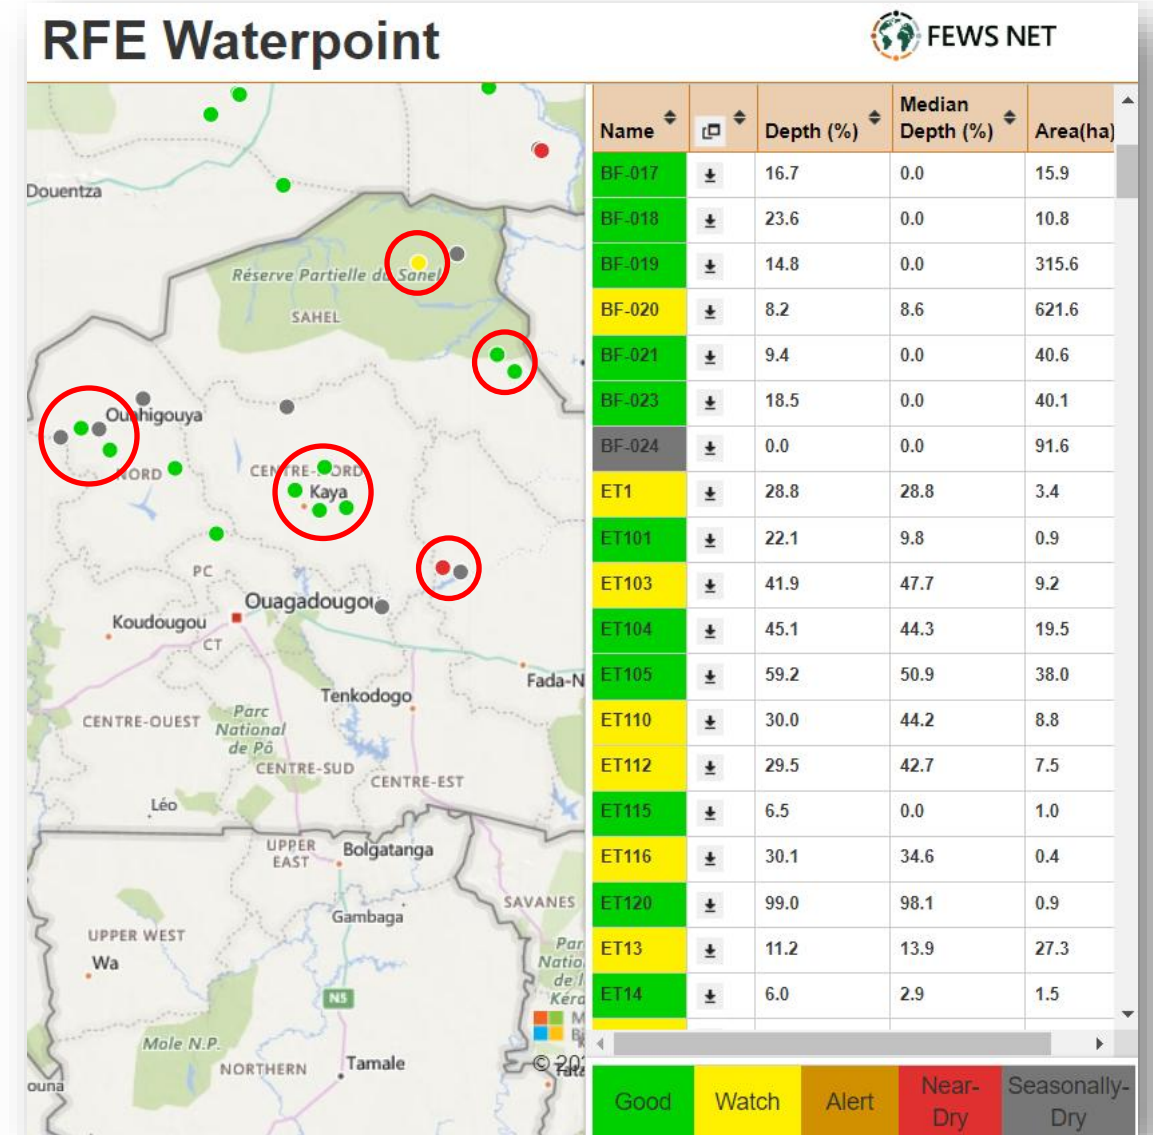 RFE Waterpoint
FEWS NET
Douentza
Réserve Partielle du Sahel
SAHEL
Ouahigouya
NORD
CENTRE-NORD
Kaya
PC
Ouagadougou
Koudougou
CT
Fada-N
Tenkodogo
Parc
National
de Pô
CENTRE-OUEST
CENTRE-SUD
CENTRE-EST
Léo
UPPER
EAST
Bolgatanga
SAVANES
Gambaga
UPPER WEST
Wa
Par
Natio
de l
Kéra
N5
Mole N.P.
NORTHERN
Tamale
ouna
Name Depth (%) Median Depth (%) Area(ha)
BF-017 16.7 0.0 15.9
BF-018 23.6 0.0 10.8
BF-019 14.8 0.0 315.6
BF-020 8.2 8.6 621.6
BF-021 9.4 0.0 40.6
BF-023 18.5 0.0 40.1
BF-024 0.0 0.0 91.6
ET1 28.8 28.8 3.4
ET101 22.1 9.8 0.9
ET103 41.9 47.7 9.2
ET104 45.1 44.3 19.5
ET105 59.2 50.9 38.0
ET110 30.0 44.2 8.8
ET112 29.5 42.7 7.5
ET115 6.5 0.0 1.0
ET116 30.1 34.6 0.4
ET120 99.0 98.1 0.9
ET13 11.2 13.9 27.3
ET14 6.0 2.9 1.5
Good Watch Alert Near-Dry Seasonally-Dry